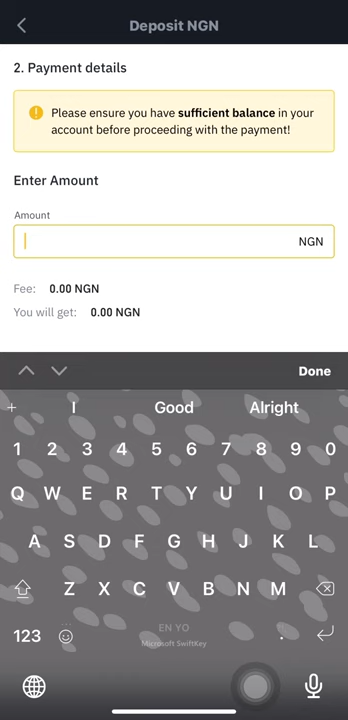 Deposit NGN
2. Payment details
Please ensure you have sufficient balance in your
account before proceeding with the payment!
Enter Amount
Amount
NGN
Fee: 0.00 NGN
You will get: 0.00 NGN
Done
+ I Good Alright
1 2 3 4 5 6 7 8 9 0
Q W E R T Y U I O P
A S D F G H J K L
Z X C V B N M
123 EN YO .
Microsoft SwiftKey